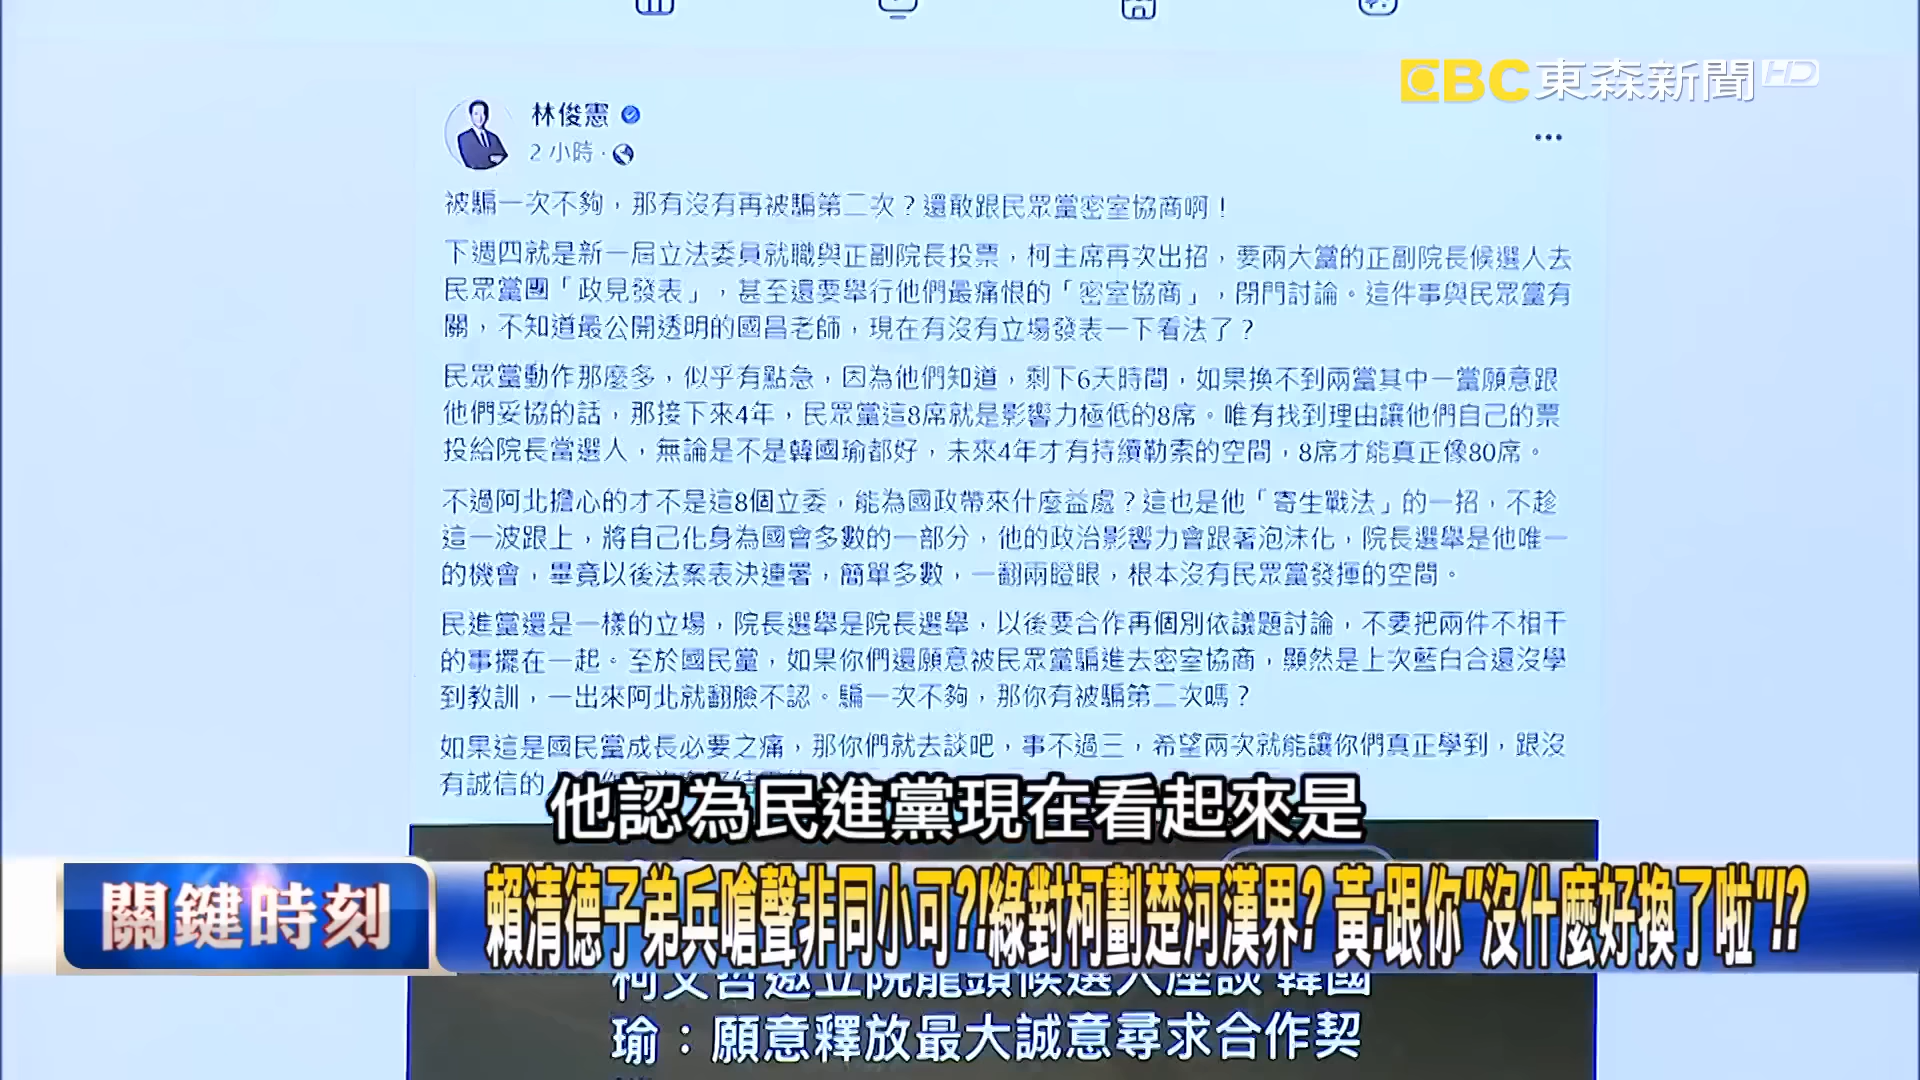 EBC東森新聞HD
林俊憲
2 小時
被騙一次不夠，那有沒有再被騙第二次？還敢跟民眾黨密室協商啊！
下週四就是新一屆立法委員就職與正副院長投票，柯主席再次出招，要兩大黨的正副院長候選人去
民眾黨團「政見發表」，甚至還要舉行他們最痛恨的「密室協商」，閉門討論。這件事與民眾黨有
關，不知道最公開透明的國昌老師，現在有沒有立場發表一下看法了？
民眾黨動作那麼多，似乎有點急，因為他們知道，剩下6天時間，如果換不到兩黨其中一黨願意跟
他們妥協的話，那接下來4年，民眾黨這8席就是影響力極低的8席。唯有找到理由讓他們自己的票
投給院長當選人，無論是不是韓國瑜都好，未來4年才有持續勒索的空間，8席才能真正像80席。
不過阿北擔心的才不是這8個立委，能為國政帶來什麼益處？這也是他「寄生戰法」的一招，不趁
這一波跟上，將自己化身為國會多數的一部分，他的政治影響力會跟著泡沫化，院長選舉是他唯一
的機會，畢竟以後法案表決連署，簡單多數，一翻兩瞪眼，根本沒有民眾黨發揮的空間。
民進黨還是一樣的立場，院長選舉是院長選舉，以後要合作再個別依議題討論，不要把兩件不相干
的事擺在一起。至於國民黨，如果你們還願意被民眾黨騙進去密室協商，顯然是上次藍白合還沒學
到教訓，一出來阿北就翻臉不認。騙一次不夠，那你有被騙第二次嗎？
如果這是國民黨成長必要之痛，那你們就去談吧，事不過三，希望兩次就能讓你們真正學到，跟沒
有誠信的
他認為民進黨現在看起來是
關鍵時刻
賴清德子弟兵嗆聲非同小可?!綠對柯劃楚河漢界? 黃:跟你"沒什麼好換了啦"!?
柯文哲邀立院龍頭候選人座談 韓國
瑜：願意釋放最大誠意尋求合作契